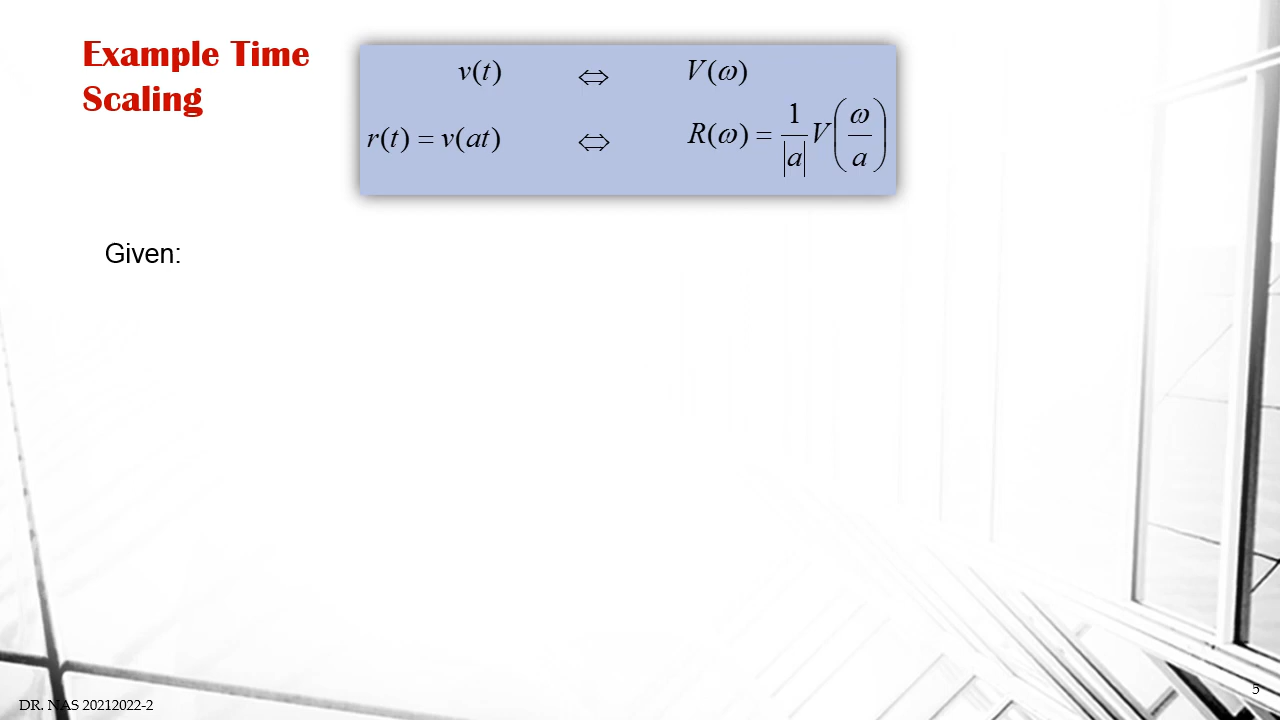 Example Time
Scaling
v(t) ⇔ V(ω)
r(t) = v(at) ⇔ R(ω) = 1/|a| V(ω/a)
Given:
5
DR. NAS 20212022-2